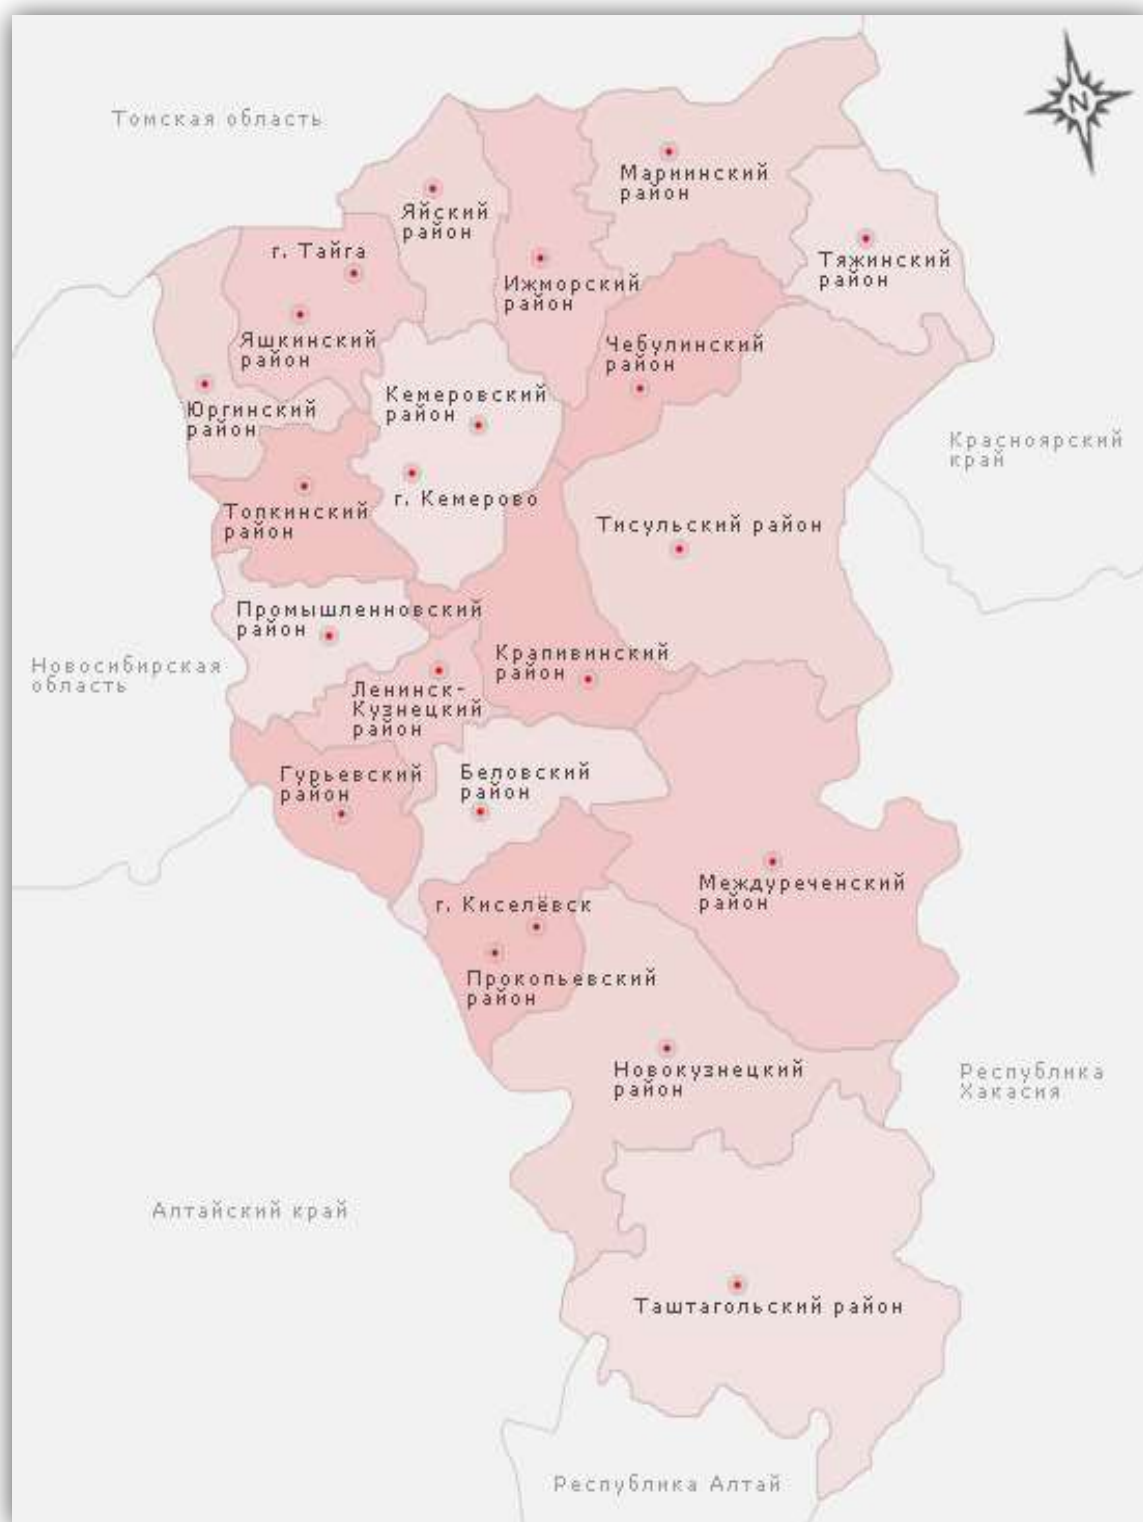 N
Томская область
Мариинский
район
Яйский
район
г. Тайга
Тяжинский
район
Ижморский
район
Яшкинский
район
Чебулинский
район
Кемеровский
район
Юргинский
район
Красноярский
край
г. Кемерово
Топкинский
район
Тисульский район
Промышленновский
район
Новосибирская
область
Крапивинский
район
Ленинск-
Кузнецкий
район
Гурьевский
район
Беловский
район
Междуреченский
район
г. Киселёвск
Прокопьевский
район
Новокузнецкий
район
Республика
Хакасия
Алтайский край
Таштагольский район
Республика Алтай